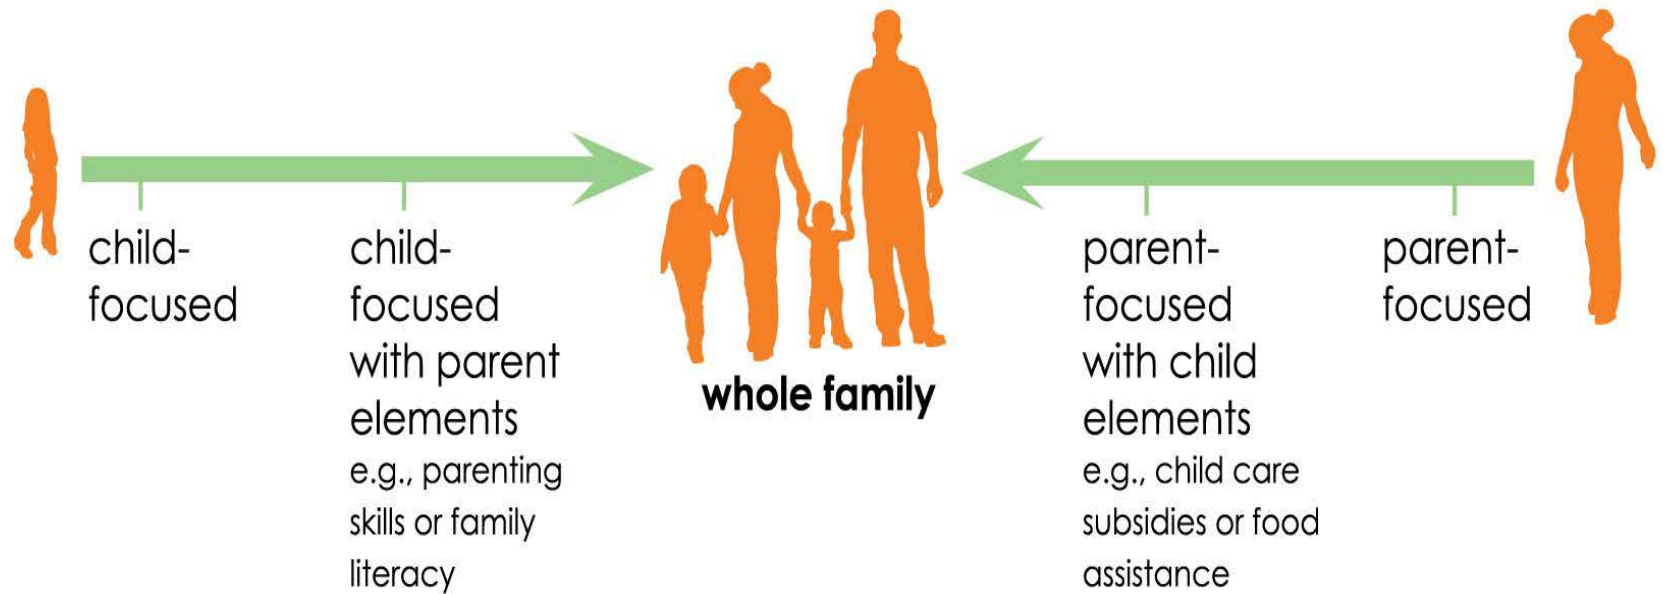 child-
focused
child-
focused
with parent
elements
e.g., parenting
skills or family
literacy
whole family
parent-
focused
with child
elements
e.g., child care
subsidies or food
assistance
parent-
focused